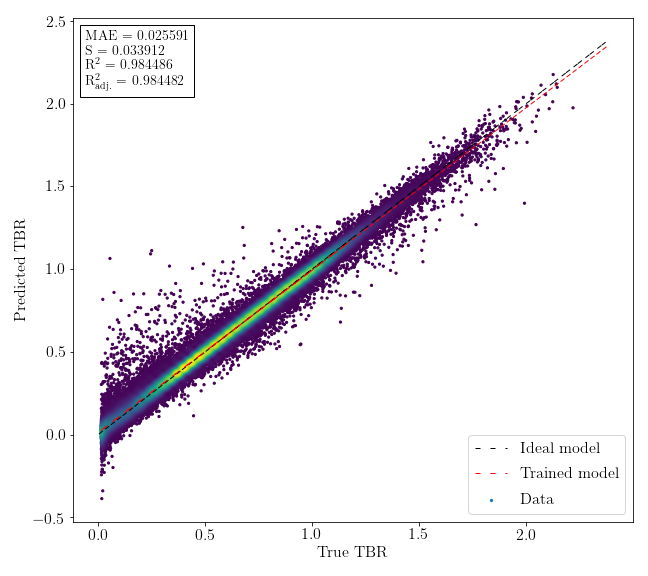 MAE = 0.025591
S = 0.033912
R² = 0.984486
R²adj. = 0.984482
2.5
2.0
1.5
1.0
0.5
0.0
−0.5
Predicted TBR
0.0 0.5 1.0 1.5 2.0
True TBR
Ideal model
Trained model
Data